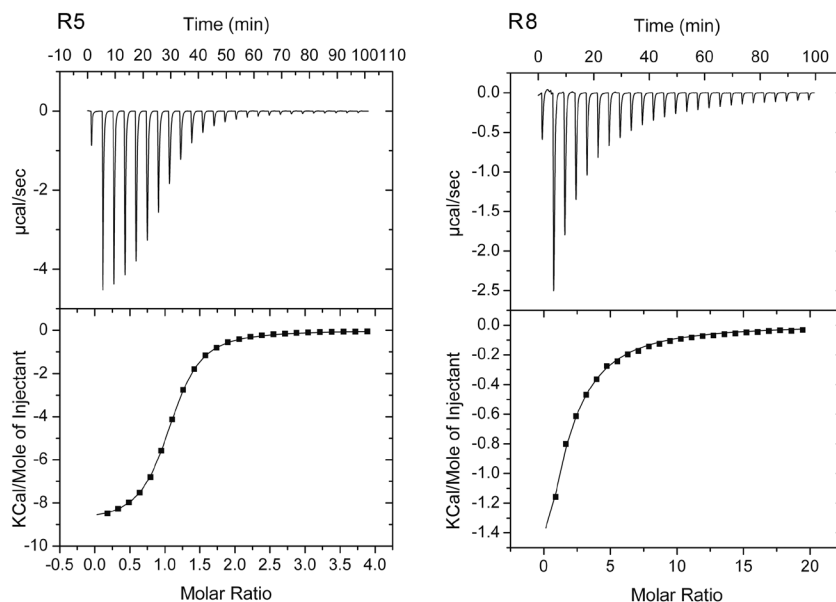 R5
Time (min)
-10 0 10 20 30 40 50 60 70 80 90 100 110
0
-2
-4
µcal/sec
0
-2
-4
-6
-8
-10
KCal/Mole of Injectant
-0.5 0.0 0.5 1.0 1.5 2.0 2.5 3.0 3.5 4.0
Molar Ratio
R8
Time (min)
0 20 40 60 80 100
0.0
-0.5
-1.0
-1.5
-2.0
-2.5
µcal/sec
0.0
-0.2
-0.4
-0.6
-0.8
-1.0
-1.2
-1.4
KCal/Mole of Injectant
0 5 10 15 20
Molar Ratio